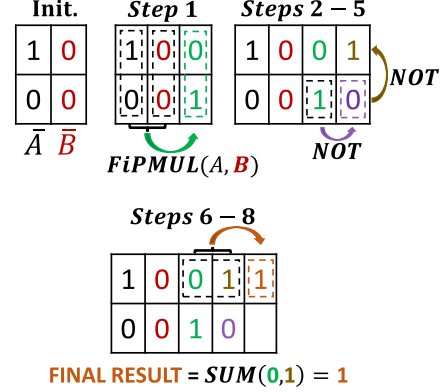 Init.
1 0
0 0
A̅ B̅
Step 1
1 0 0
0 0 1
FiPMUL(A, B)
Steps 2 − 5
1 0 0 1
0 0 1 0
NOT
NOT
Steps 6 − 8
1 0 0 1 1
0 0 1 0
FINAL RESULT = SUM(0,1) = 1